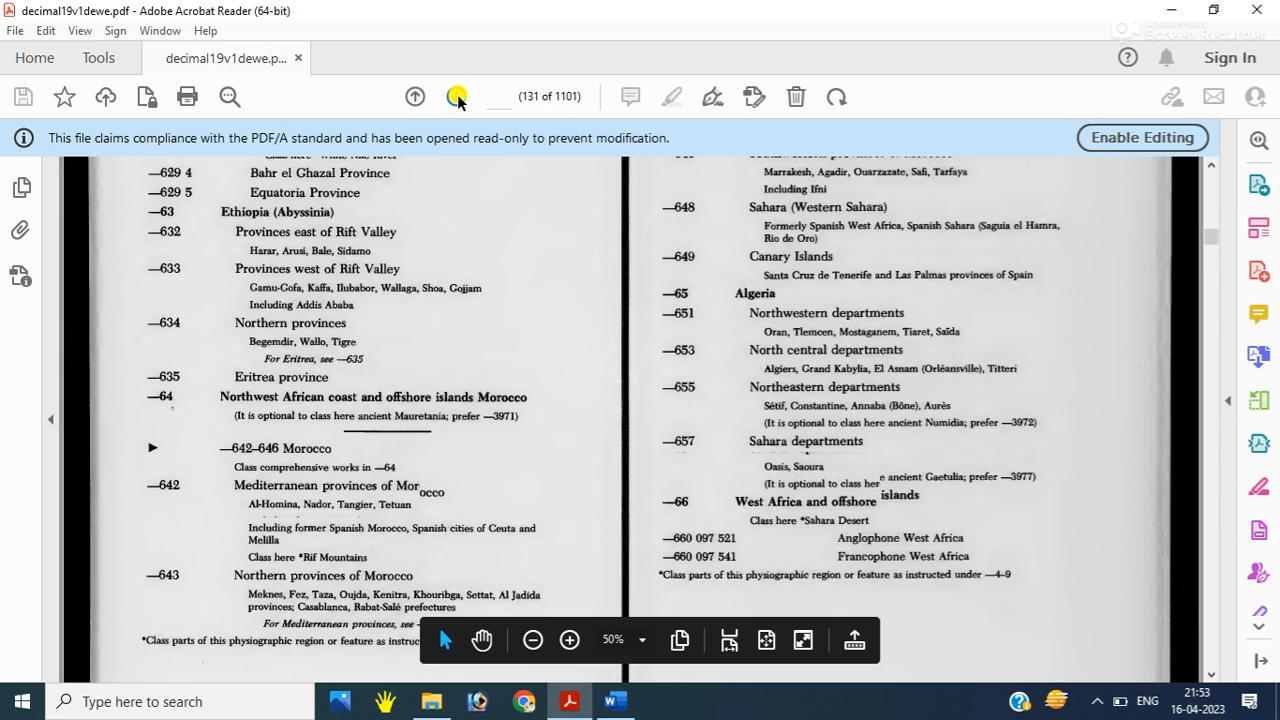 decimal19v1dewe.pdf - Adobe Acrobat Reader (64-bit)
File Edit View Sign Window Help
Home Tools decimal19v1dewe.p... × Sign In
(131 of 1101)
This file claims compliance with the PDF/A standard and has been opened read-only to prevent modification. Enable Editing
—629 4 Bahr el Ghazal Province
—629 5 Equatoria Province
—63 Ethiopia (Abyssinia)
—632 Provinces east of Rift Valley
Harar, Arusi, Bale, Sidamo
—633 Provinces west of Rift Valley
Gamu-Gofa, Kaffa, Ilubabor, Wallaga, Shoa, Gojjam
Including Addis Ababa
—634 Northern provinces
Begemdir, Wallo, Tigre
For Eritrea, see —635
—635 Eritrea province
—64 Northwest African coast and offshore islands Morocco
(It is optional to class here ancient Mauretania; prefer —3971)
—642-646 Morocco
Class comprehensive works in —64
—642 Mediterranean provinces of Morocco
Al-Homina, Nador, Tangier, Tetuan
Including former Spanish Morocco, Spanish cities of Ceuta and
Melilla
Class here *Rif Mountains
—643 Northern provinces of Morocco
Meknes, Fez, Taza, Oujda, Kenitra, Khouribga, Settat, Al Jadida
provinces; Casablanca, Rabat-Salé prefectures
For Mediterranean provinces, see
*Class parts of this physiographic region or feature as instruc
Marrakesh, Agadir, Ouarzazate, Safi, Tarfaya
Including Ifni
—648 Sahara (Western Sahara)
Formerly Spanish West Africa, Spanish Sahara (Saguia el Hamra,
Rio de Oro)
—649 Canary Islands
Santa Cruz de Tenerife and Las Palmas provinces of Spain
—65 Algeria
—651 Northwestern departments
Oran, Tlemcen, Mostaganem, Tiaret, Saïda
—653 North central departments
Algiers, Grand Kabylia, El Asnam (Orléansville), Titteri
—655 Northeastern departments
Sétif, Constantine, Annaba (Bône), Aurès
(It is optional to class here ancient Numidia; prefer —3972)
—657 Sahara departments
Oasis, Saoura
(It is optional to class here ancient Gaetulia; prefer —3977)
—66 West Africa and offshore islands
Class here *Sahara Desert
—660 097 521 Anglophone West Africa
—660 097 541 Francophone West Africa
*Class parts of this physiographic region or feature as instructed under —4-9
50%
Type here to search
ENG
21:53
16-04-2023